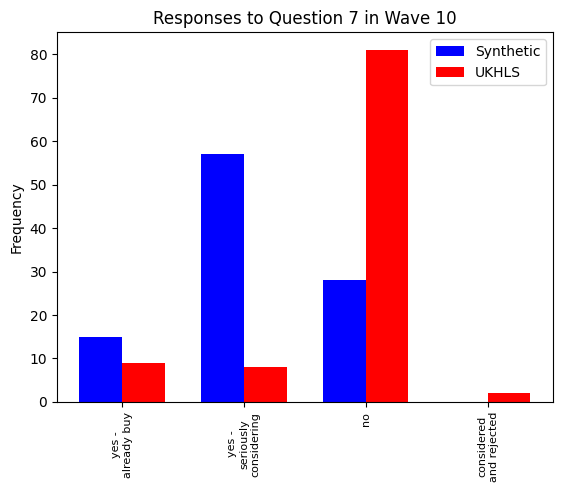 Responses to Question 7 in Wave 10
Synthetic
UKHLS
Frequency
80
70
60
50
40
30
20
10
0
yes -
already buy
yes -
seriously
considering
no
considered
and rejected